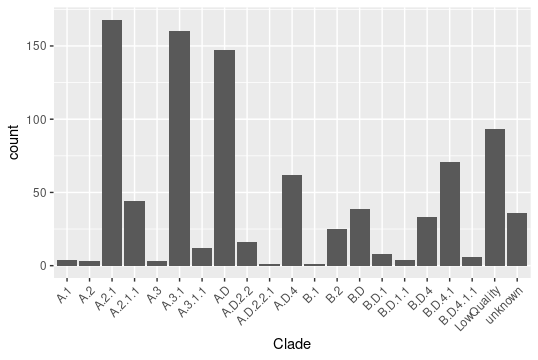 count
150
100
50
0
A.1
A.2
A.2.1
A.2.1.1
A.3
A.3.1
A.3.1.1
A.D
A.D.2.2
A.D.2.2.1
A.D.4
B.1
B.2
B.D
B.D.1
B.D.1.1
B.D.4
B.D.4.1
B.D.4.1.1
LowQuality
unknown
Clade